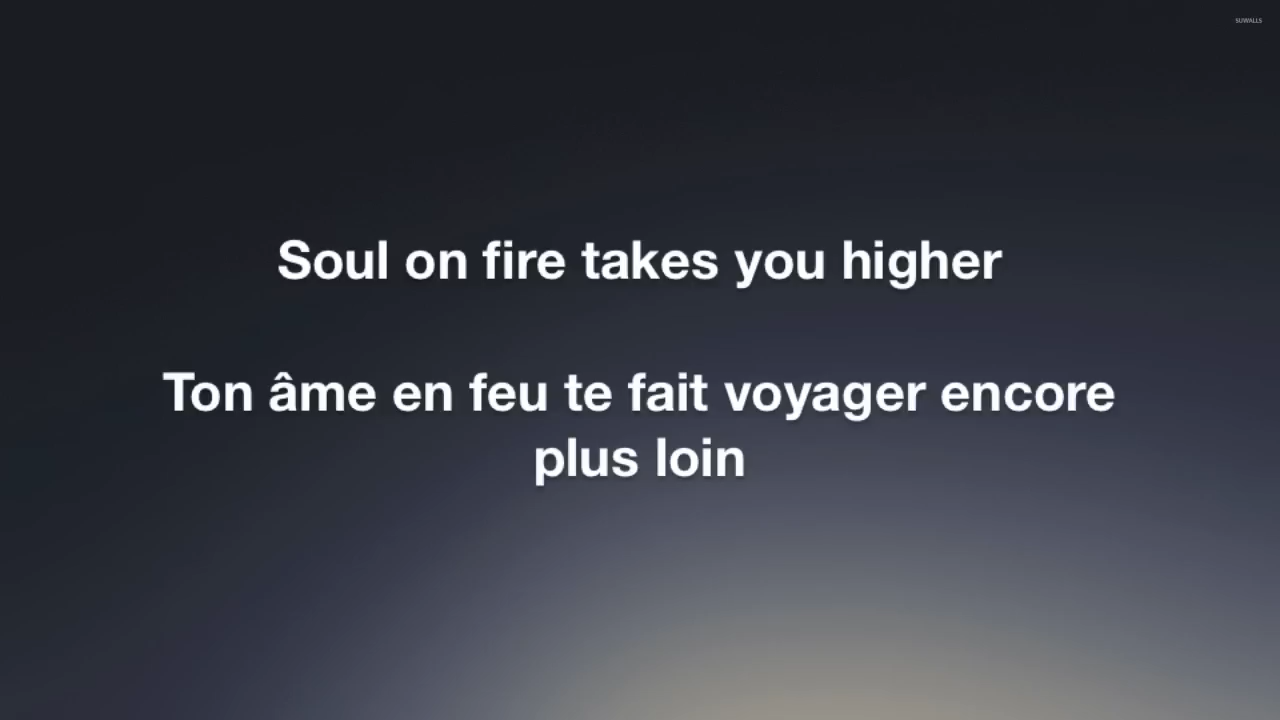 SUWALLS
Soul on fire takes you higher
Ton âme en feu te fait voyager encore
plus loin